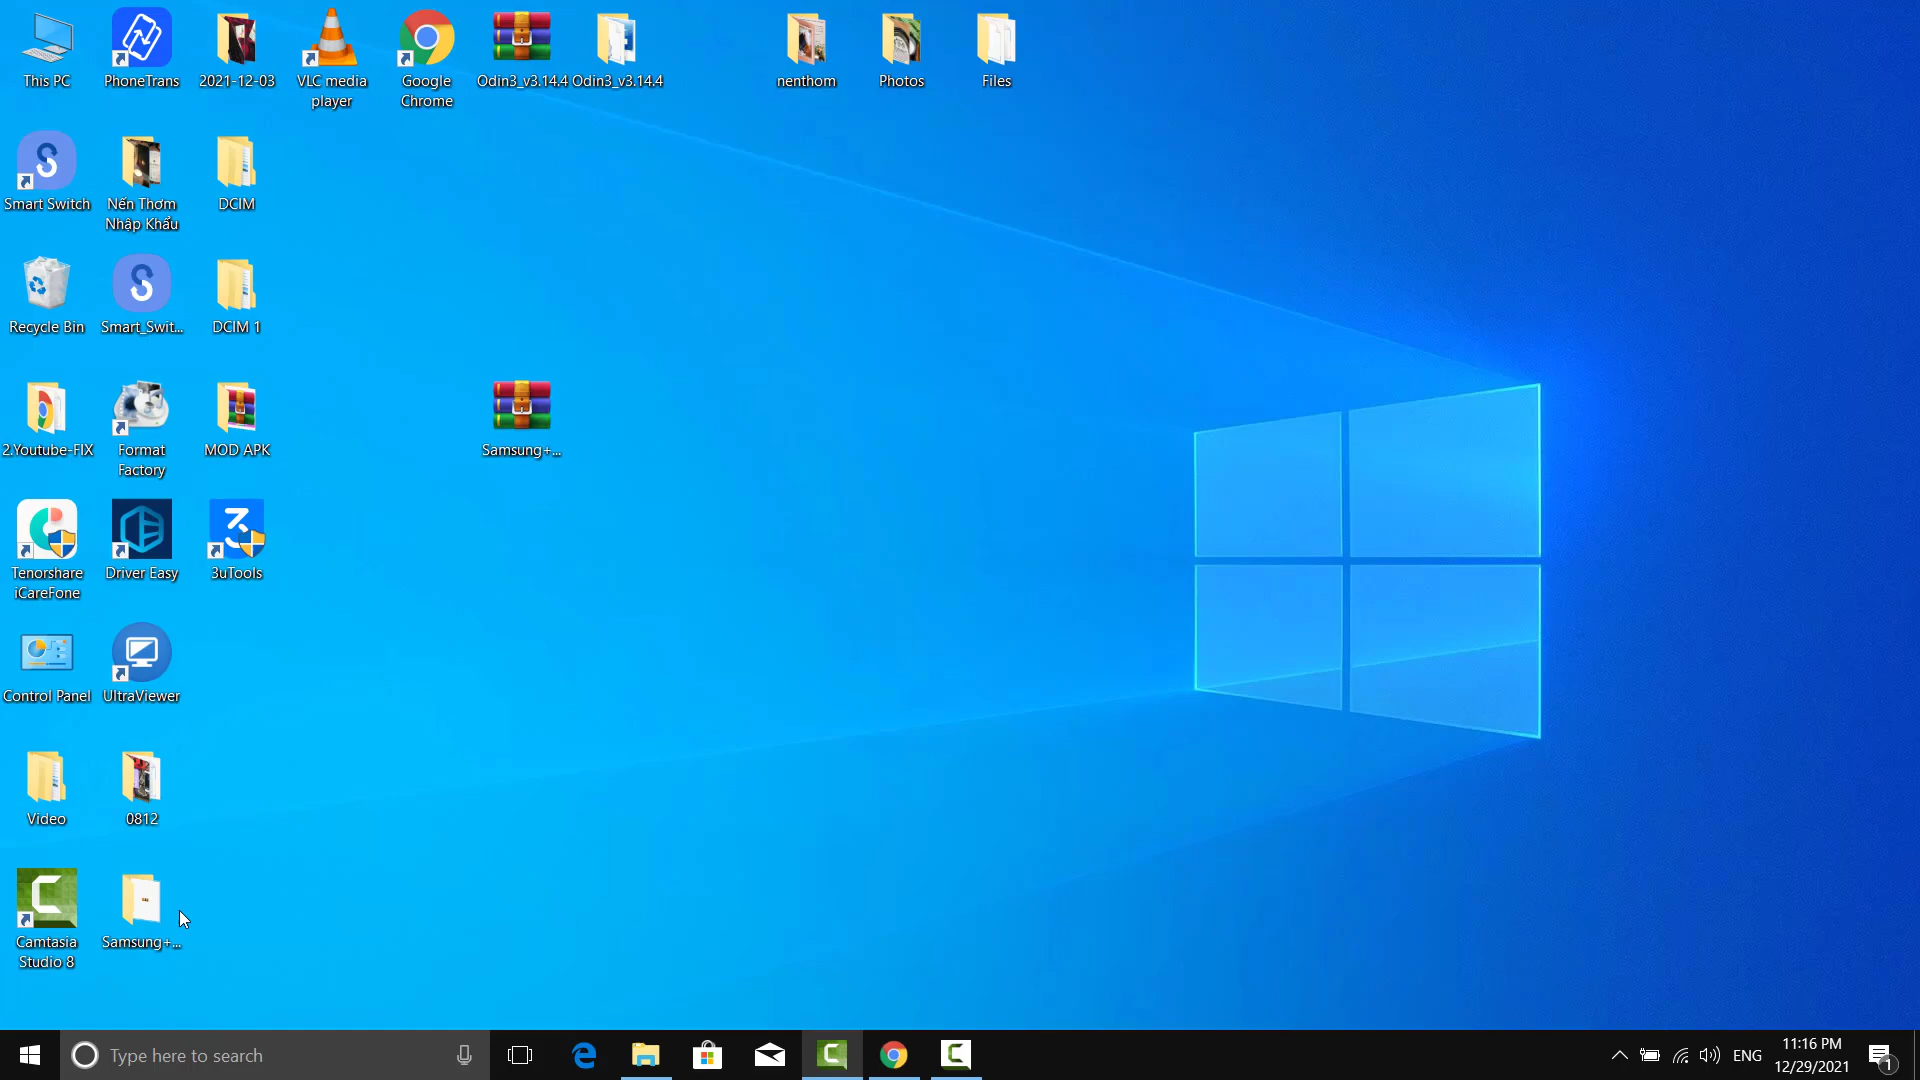 This PC
PhoneTrans
2021-12-03
VLC media
player
Google
Chrome
Odin3_v3.14.4
Odin3_v3.14.4
nenthom
Photos
Files
Smart Switch
Nến Thơm
Nhập Khẩu
DCIM
Recycle Bin
Smart_Swit...
DCIM 1
2.Youtube-FIX
Format
Factory
MOD APK
Samsung+...
Tenorshare
iCareFone
Driver Easy
3uTools
Control Panel
UltraViewer
Video
0812
Camtasia
Studio 8
Samsung+...
Type here to search
ENG
11:16 PM
12/29/2021
1